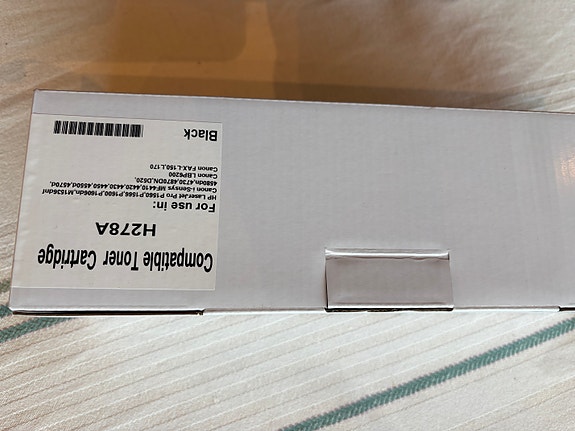 Compatible Toner Cartridge
H278A
For use in:
HP LaserJet Pro P1560,P1566,P1600,P1606dn,M1536dnf
Canon i-Sensys MF4410,4420,4430,4450,4550d,4570d,
4580dn,4730,4870DN,D520,
Canon LBP6200
Canon FAX-L150,L170
Black